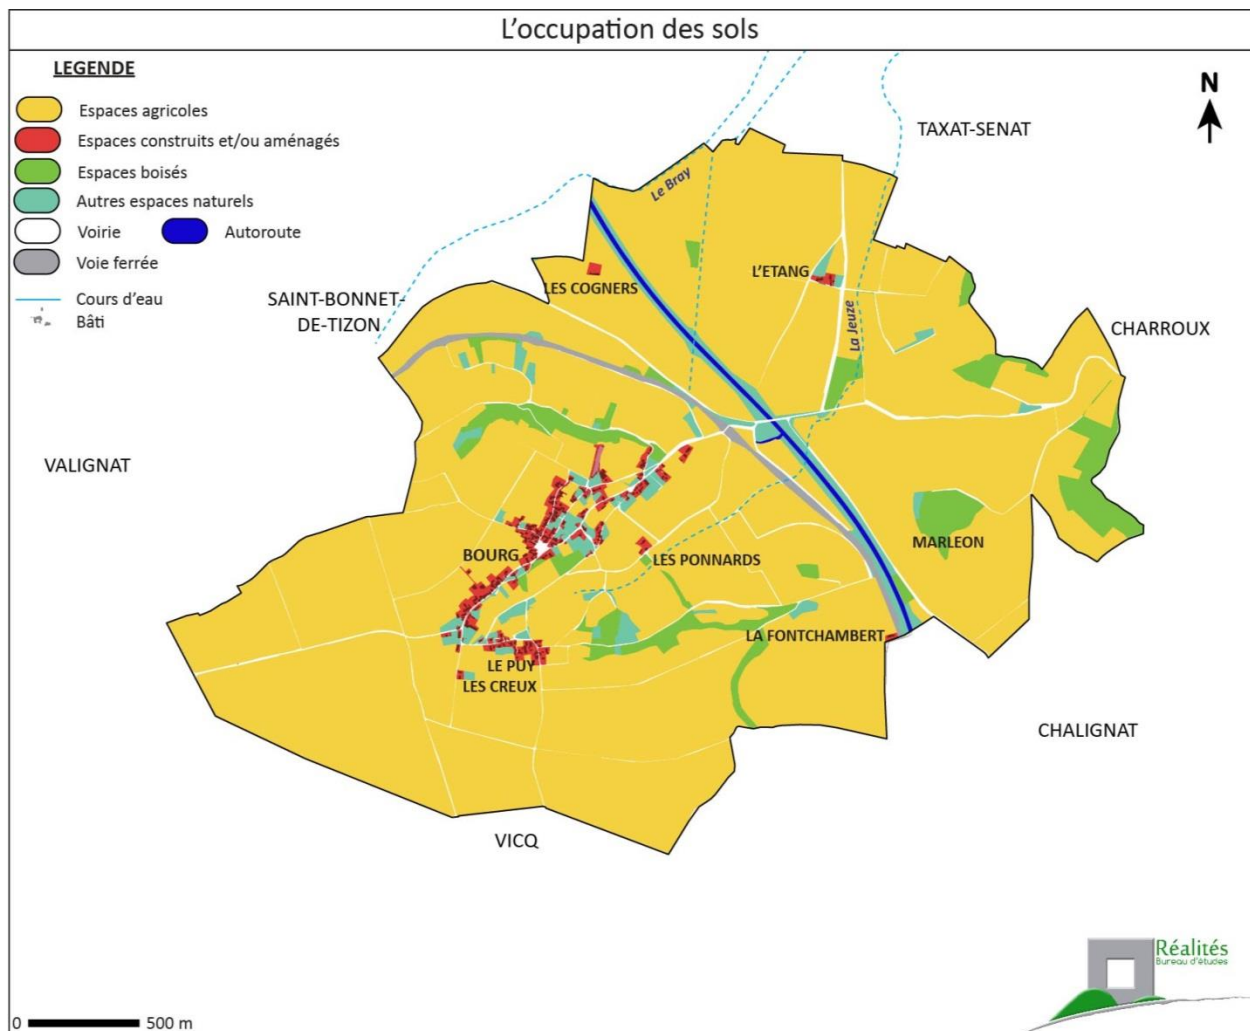 L'occupation des sols
LEGENDE
Espaces agricoles
Espaces construits et/ou aménagés
Espaces boisés
Autres espaces naturels
Voirie
Autoroute
Voie ferrée
Cours d'eau
Bâti
N
TAXAT-SENAT
Le Bray
L'ETANG
LES COGNERS
SAINT-BONNET-
DE-TIZON
La Jeuze
CHARROUX
VALIGNAT
MARLEON
BOURG
LES PONNARDS
LA FONTCHAMBERT
LE PUY
LES CREUX
CHALIGNAT
VICQ
Réalités
Bureau d'études
0
500 m